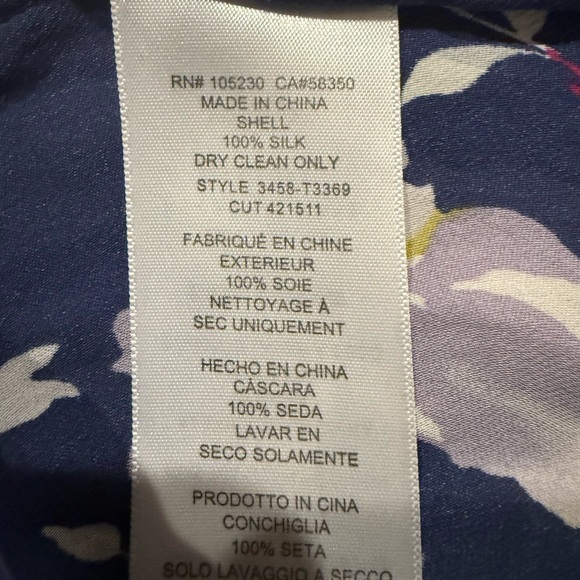 RN# 105230 CA#58350
MADE IN CHINA
SHELL
100% SILK
DRY CLEAN ONLY
STYLE 3458-T3369
CUT 421511
FABRIQUÉ EN CHINE
EXTERIEUR
100% SOIE
NETTOYAGE À
SEC UNIQUEMENT
HECHO EN CHINA
CÁSCARA
100% SEDA
LAVAR EN
SECO SOLAMENTE
PRODOTTO IN CINA
CONCHIGLIA
100% SETA
SOLO LAVAGGIO A SECCO